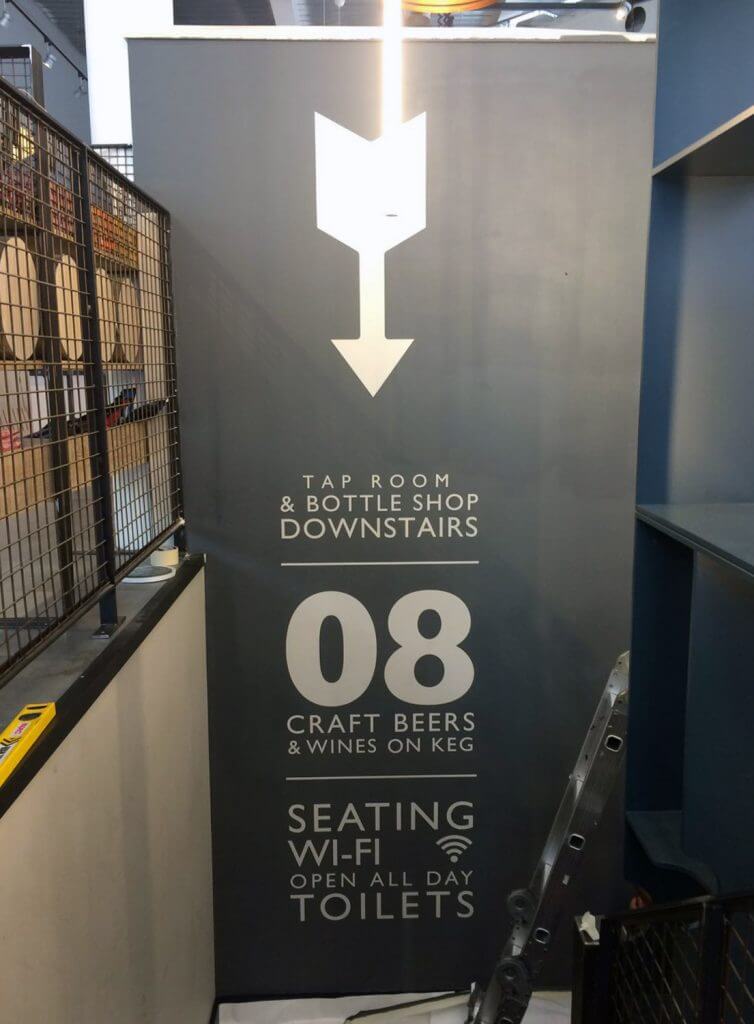 TAP ROOM
& BOTTLE SHOP
DOWNSTAIRS
08
CRAFT BEERS
& WINES ON KEG
SEATING
WI-FI
OPEN ALL DAY
TOILETS